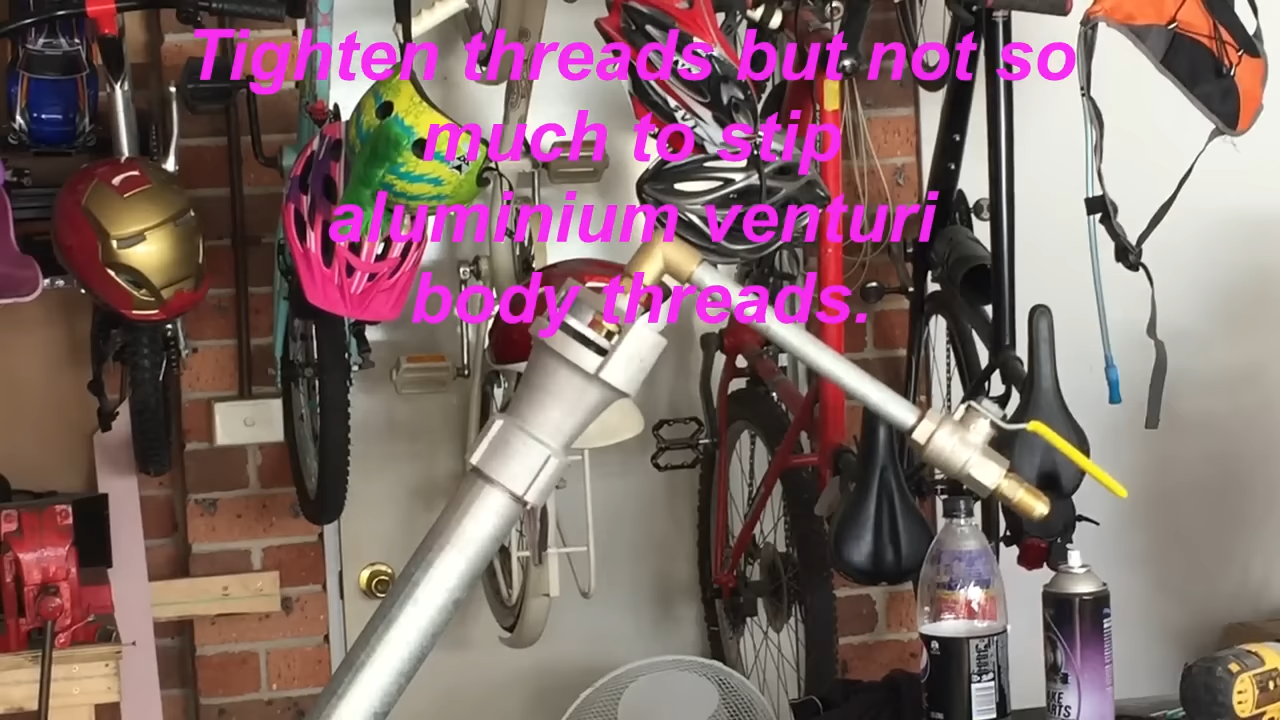 Tighten threads but not so
much to stip
aluminium venturi
body threads.